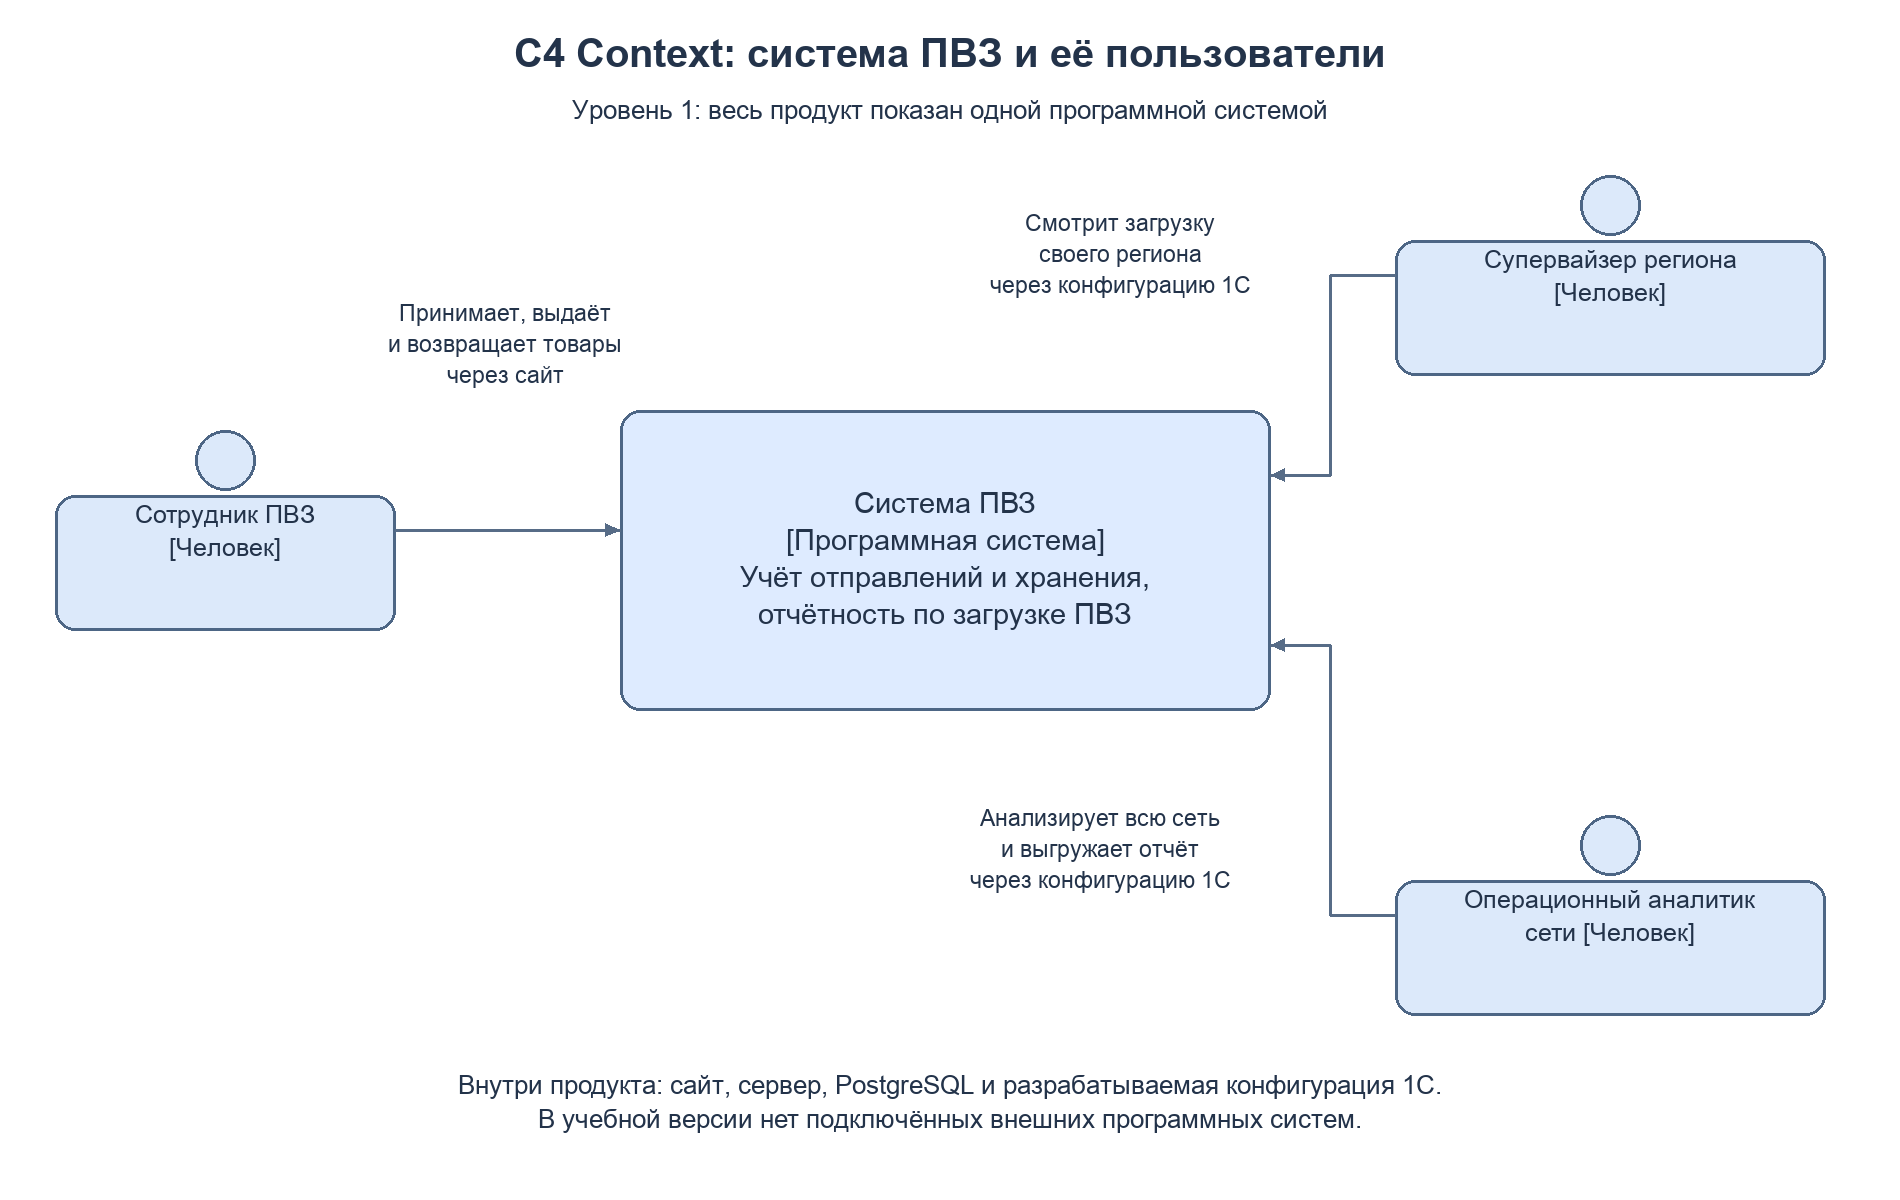 C4 Context: система ПВЗ и её пользователи
Уровень 1: весь продукт показан одной программной системой
Смотрит загрузку
своего региона
через конфигурацию 1С
Супервайзер региона
[Человек]
Принимает, выдаёт
и возвращает товары
через сайт
Сотрудник ПВЗ
[Человек]
Система ПВЗ
[Программная система]
Учёт отправлений и хранения,
отчётность по загрузке ПВЗ
Анализирует всю сеть
и выгружает отчёт
через конфигурацию 1С
Операционный аналитик
сети [Человек]
Внутри продукта: сайт, сервер, PostgreSQL и разрабатываемая конфигурация 1С.
В учебной версии нет подключённых внешних программных систем.